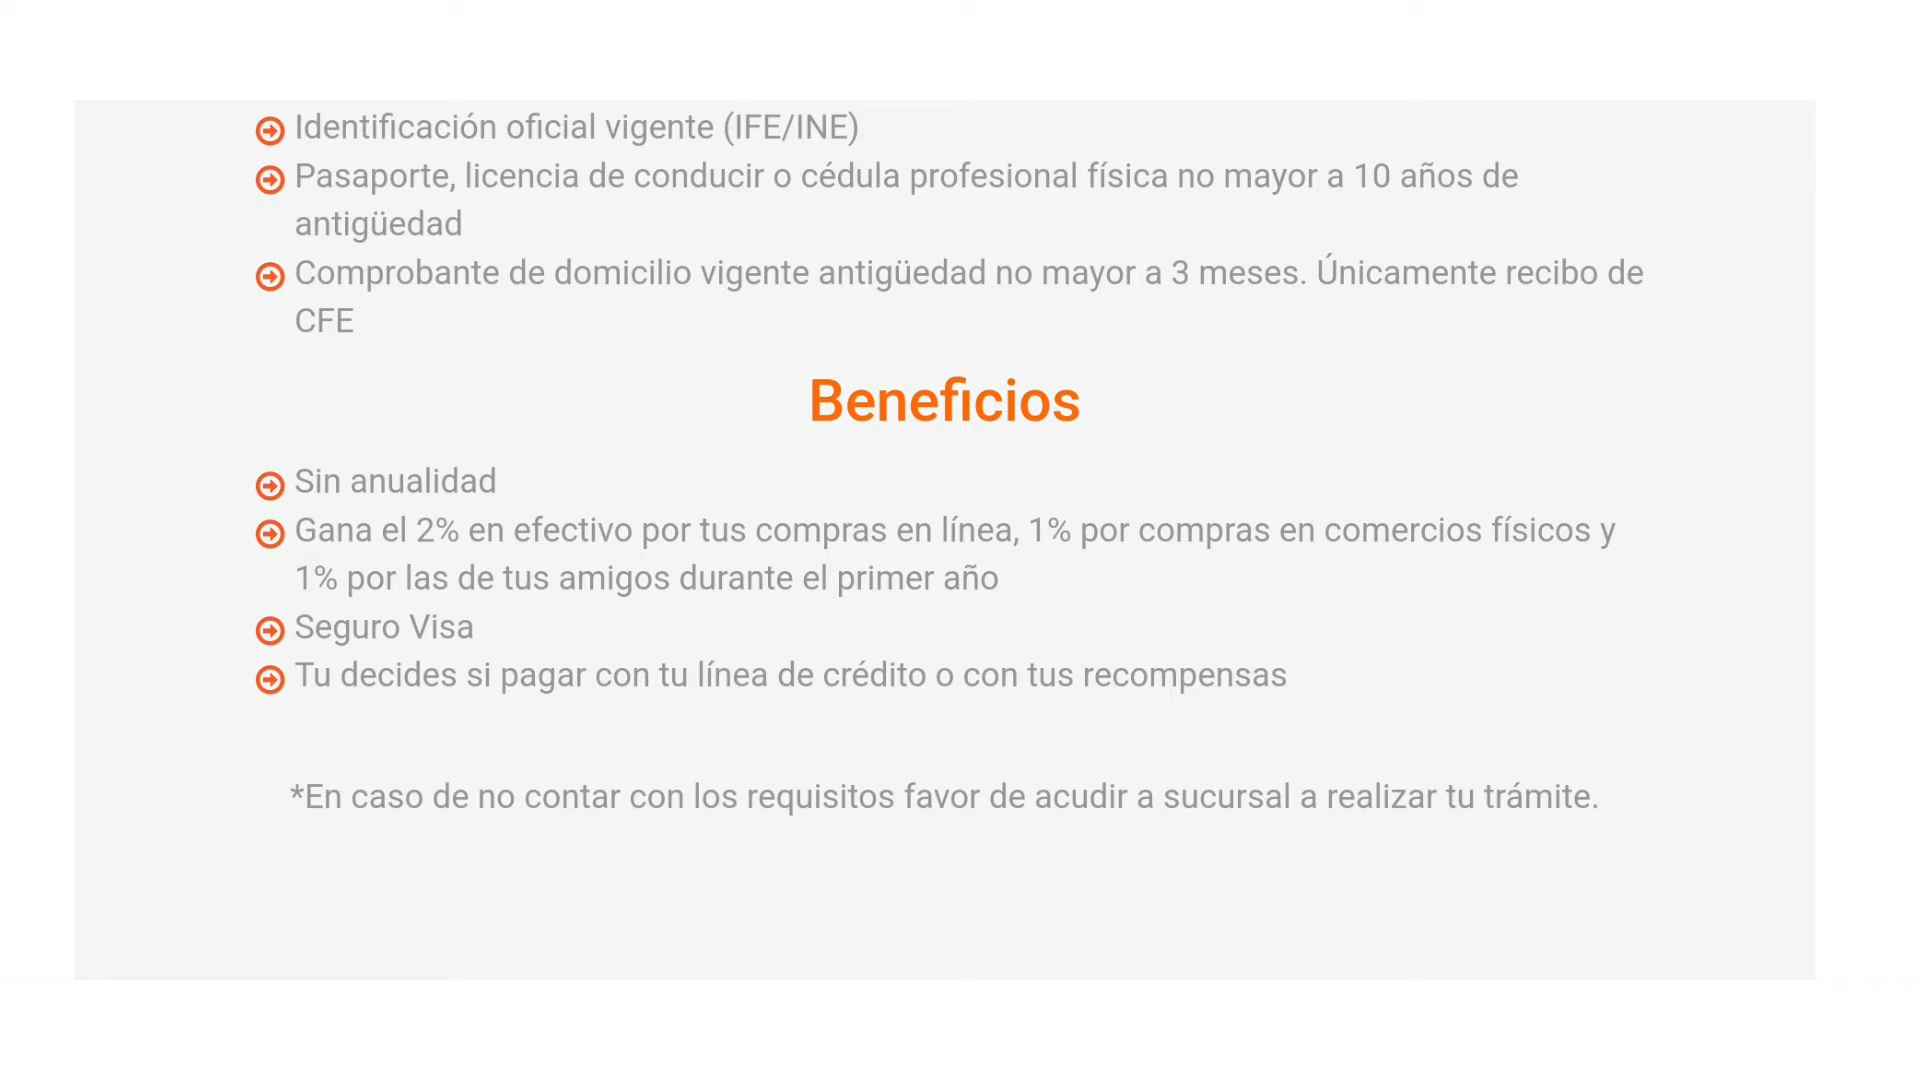 Identificación oficial vigente (IFE/INE)
Pasaporte, licencia de conducir o cédula profesional física no mayor a 10 años de
antigüedad
Comprobante de domicilio vigente antigüedad no mayor a 3 meses. Únicamente recibo de
CFE
Beneficios
Sin anualidad
Gana el 2% en efectivo por tus compras en línea, 1% por compras en comercios físicos y
1% por las de tus amigos durante el primer año
Seguro Visa
Tu decides si pagar con tu línea de crédito o con tus recompensas
*En caso de no contar con los requisitos favor de acudir a sucursal a realizar tu trámite.